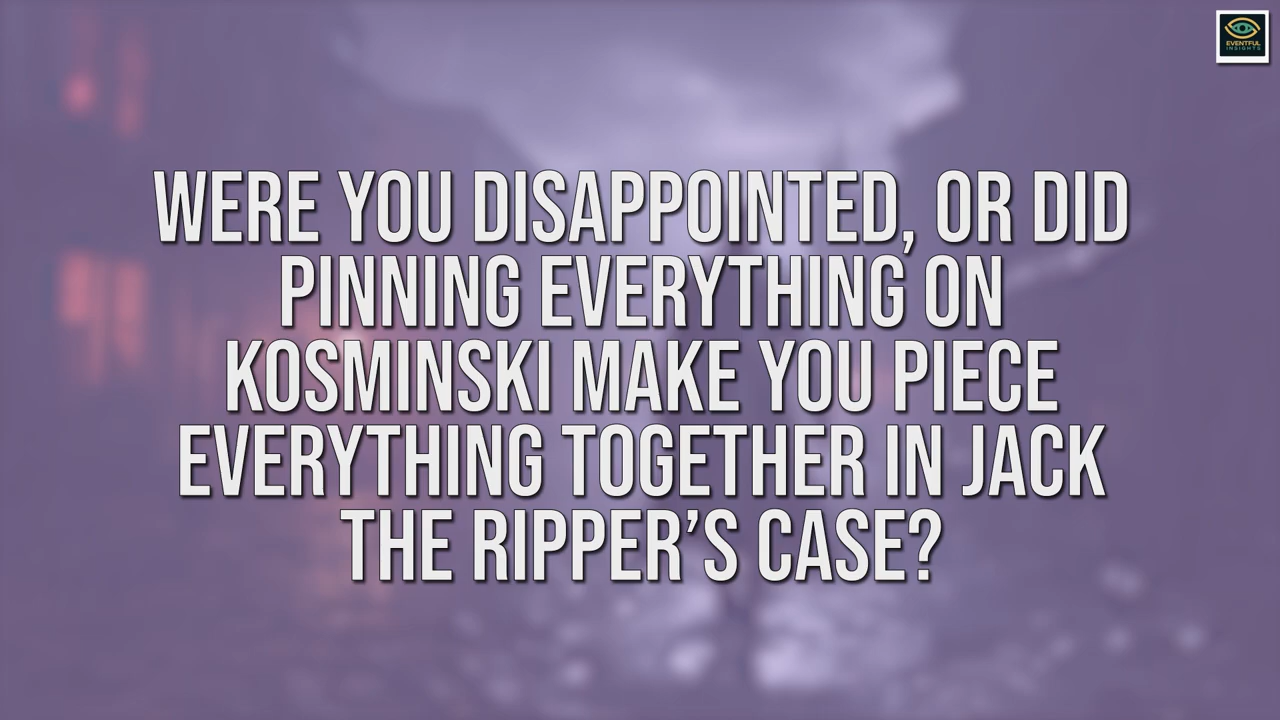 EVENTFUL
INSIGHTS
WERE YOU DISAPPOINTED, OR DID
PINNING EVERYTHING ON
KOSMINSKI MAKE YOU PIECE
EVERYTHING TOGETHER IN JACK
THE RIPPER'S CASE?